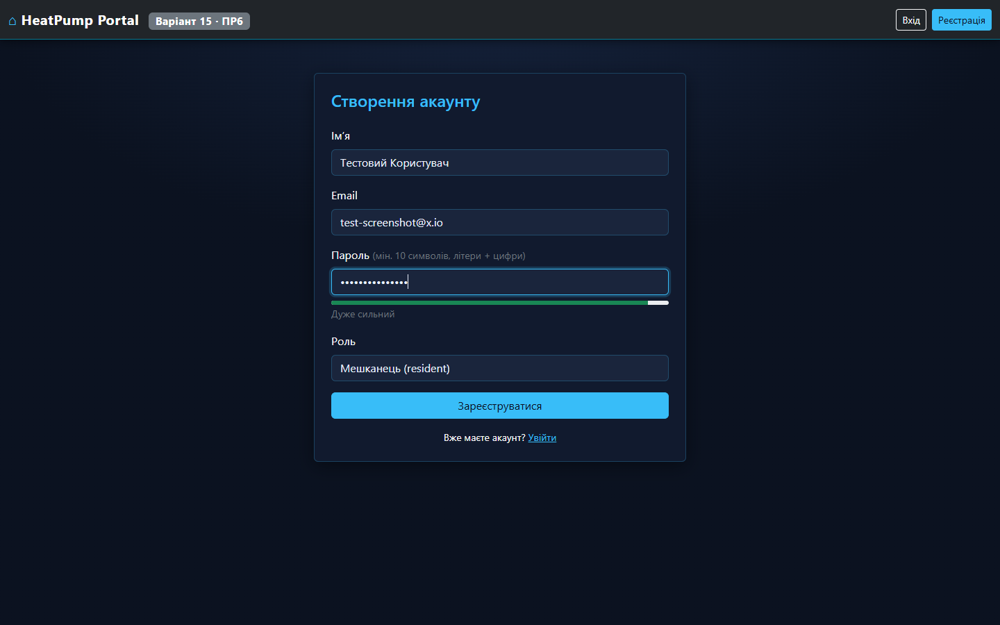 ⌂ HeatPump Portal Варіант 15 · ПР6 Вхід Реєстрація
Створення акаунту
Ім’я
Тестовий Користувач
Email
test-screenshot@x.io
Пароль (мін. 10 символів, літери + цифри)
•••••••••••••••
Дуже сильний
Роль
Мешканець (resident)
Зареєструватися
Вже маєте акаунт? Увійти